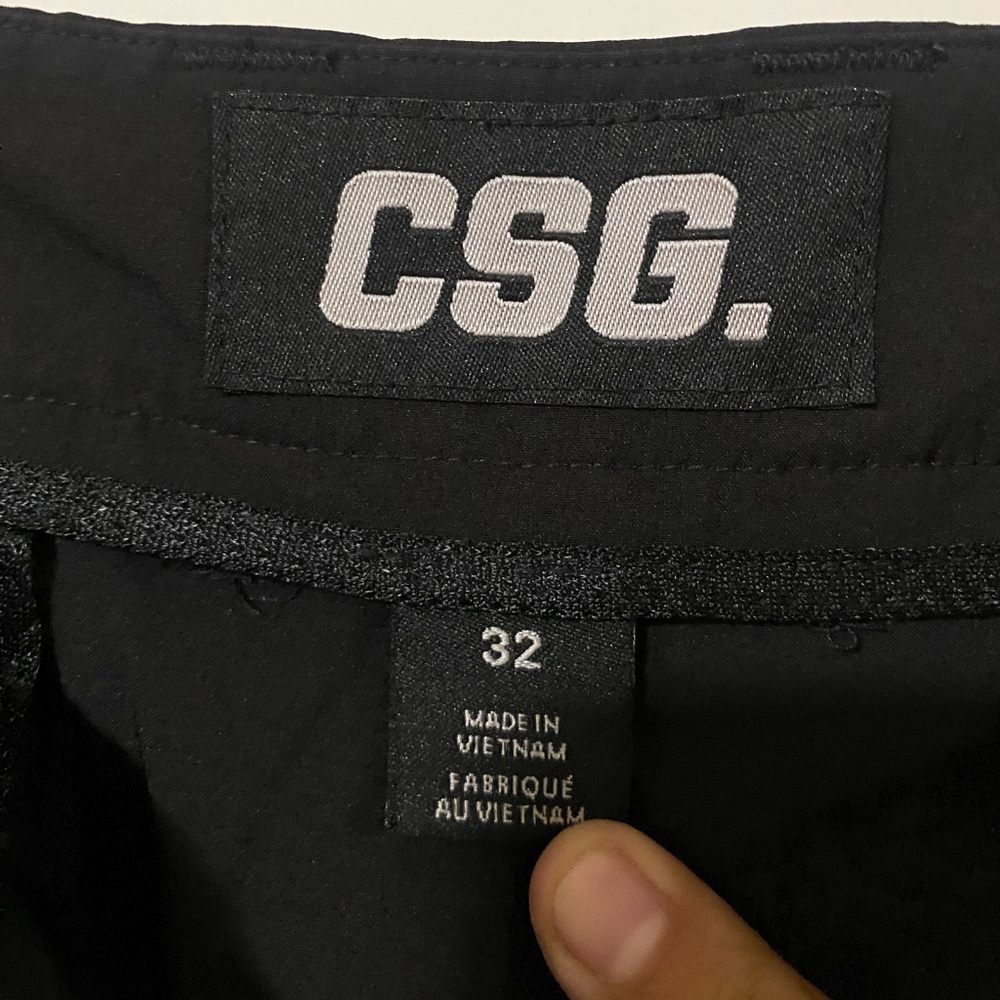 CSG.
32
MADE IN
VIETNAM
FABRIQUÉ
AU VIETNAM